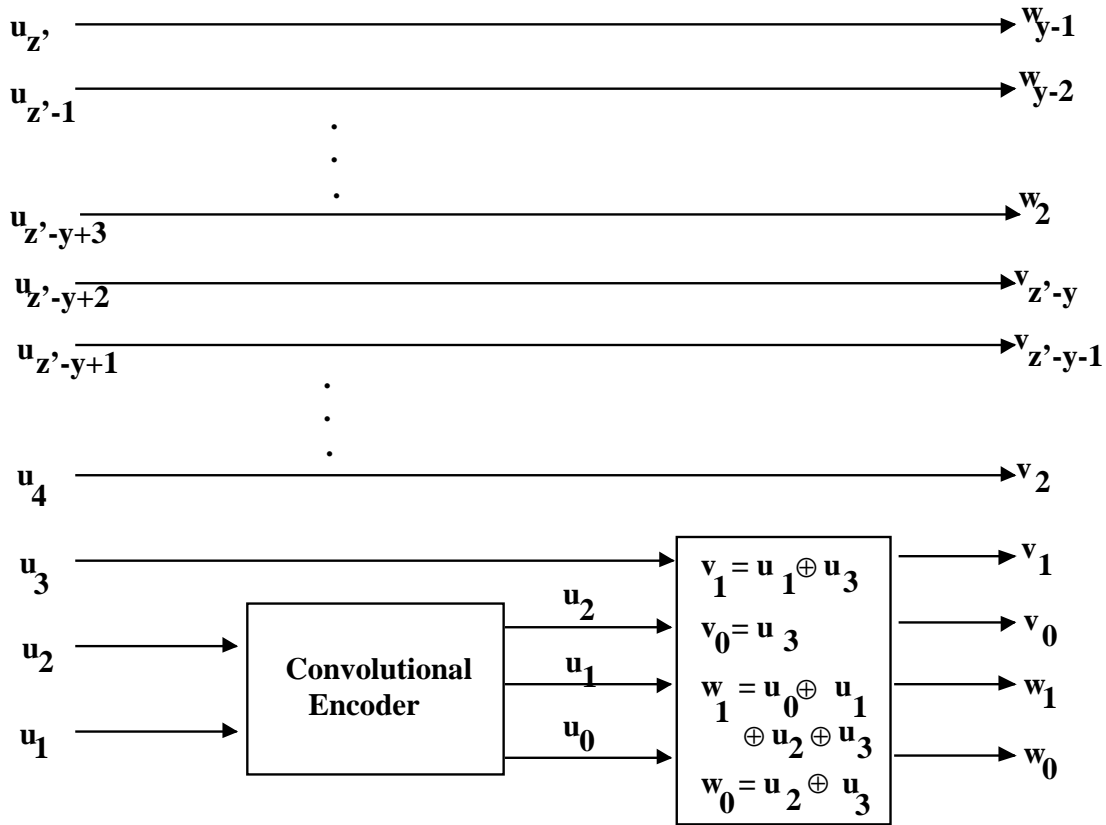 u_z' w_y-1
u_z'-1 w_y-2
u_z'-y+3 w_2
u_z'-y+2 v_z'-y
u_z'-y+1 v_z'-y-1
u_4 v_2
u_3 v_1 = u_1 ⊕ u_3 v_1
u_2 u_2 v_0 = u_3 v_0
Convolutional u_1 w_1 = u_0 ⊕ u_1 w_1
Encoder
u_1 u_0 ⊕ u_2 ⊕ u_3 w_0
w_0 = u_2 ⊕ u_3